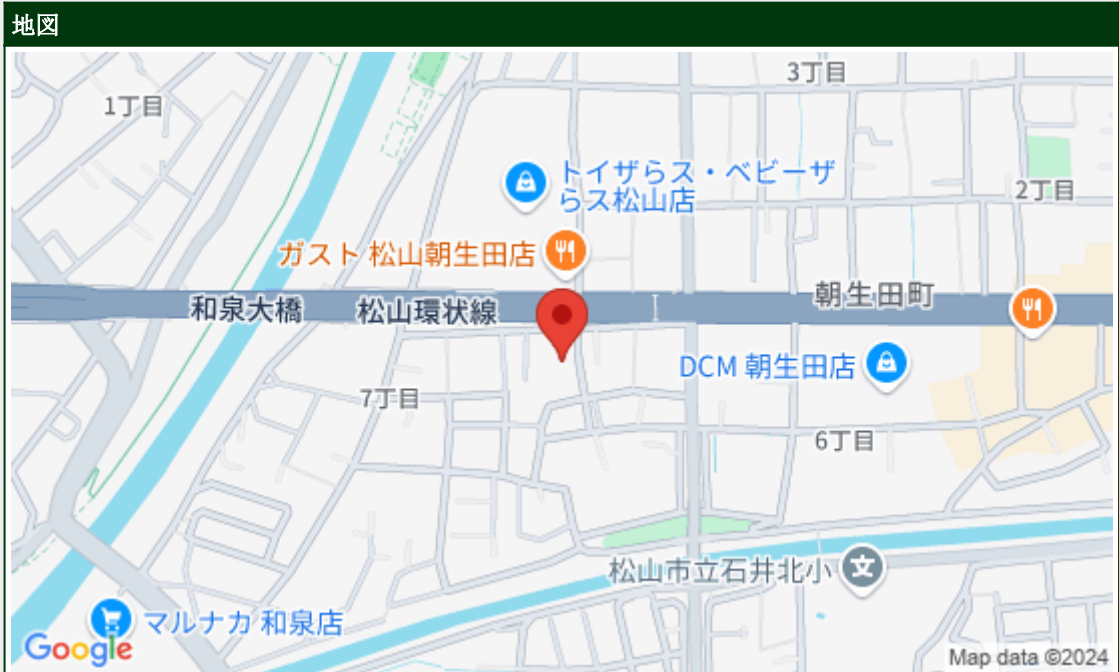 地図
3丁目
1丁目
トイザらス・ベビーザ
らス松山店
2丁目
ガスト 松山朝生田店
朝生田町
和泉大橋
松山環状線
DCM 朝生田店
7丁目
6丁目
松山市立石井北小
文
マルナカ 和泉店
Google
Map data ©2024